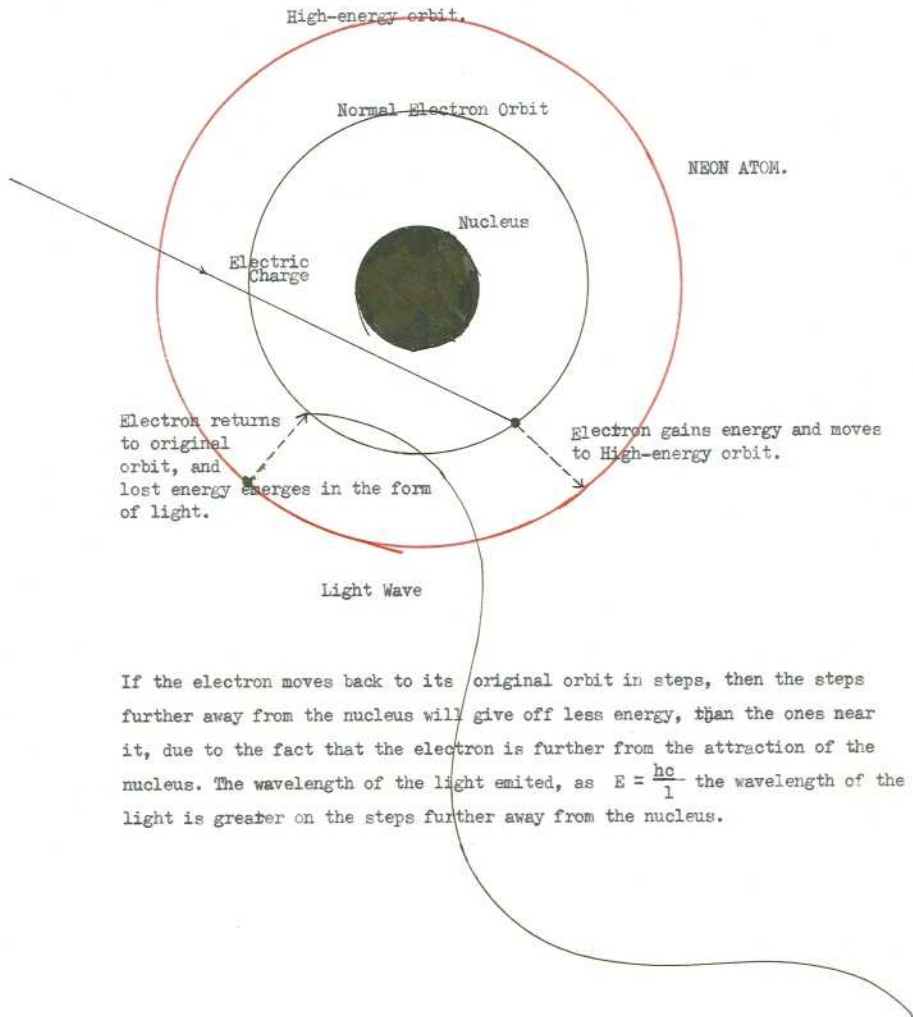 High-energy orbit.
Normal Electron Orbit
NEON ATOM.
Nucleus
Electric
Charge
Electron returns
to original
orbit, and
lost energy emerges in the form
of light.
Electron gains energy and moves
to High-energy orbit.
Light Wave
If the electron moves back to its original orbit in steps, then the steps
further away from the nucleus will give off less energy, than the ones near
it, due to the fact that the electron is further from the attraction of the
nucleus. The wavelength of the light emited, as E = hc/l the wavelength of the
light is greater on the steps further away from the nucleus.